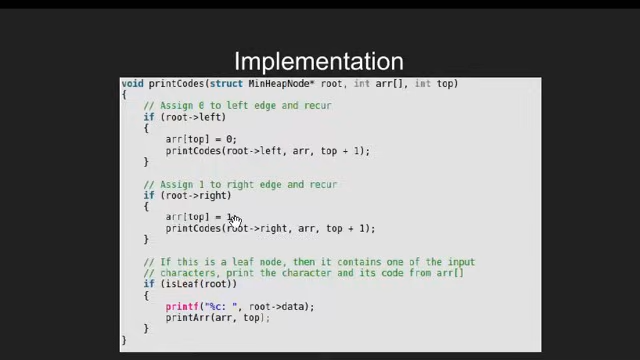 Implementation
void printCodes(struct MinHeapNode* root, int arr[], int top)
{
// Assign 0 to left edge and recur
if (root->left)
{
arr[top] = 0;
printCodes(root->left, arr, top + 1);
}
// Assign 1 to right edge and recur
if (root->right)
{
arr[top] = 1;
printCodes(root->right, arr, top + 1);
}
// If this is a leaf node, then it contains one of the input
// characters, print the character and its code from arr[]
if (isLeaf(root))
{
printf("%c: ", root->data);
printArr(arr, top);
}
}